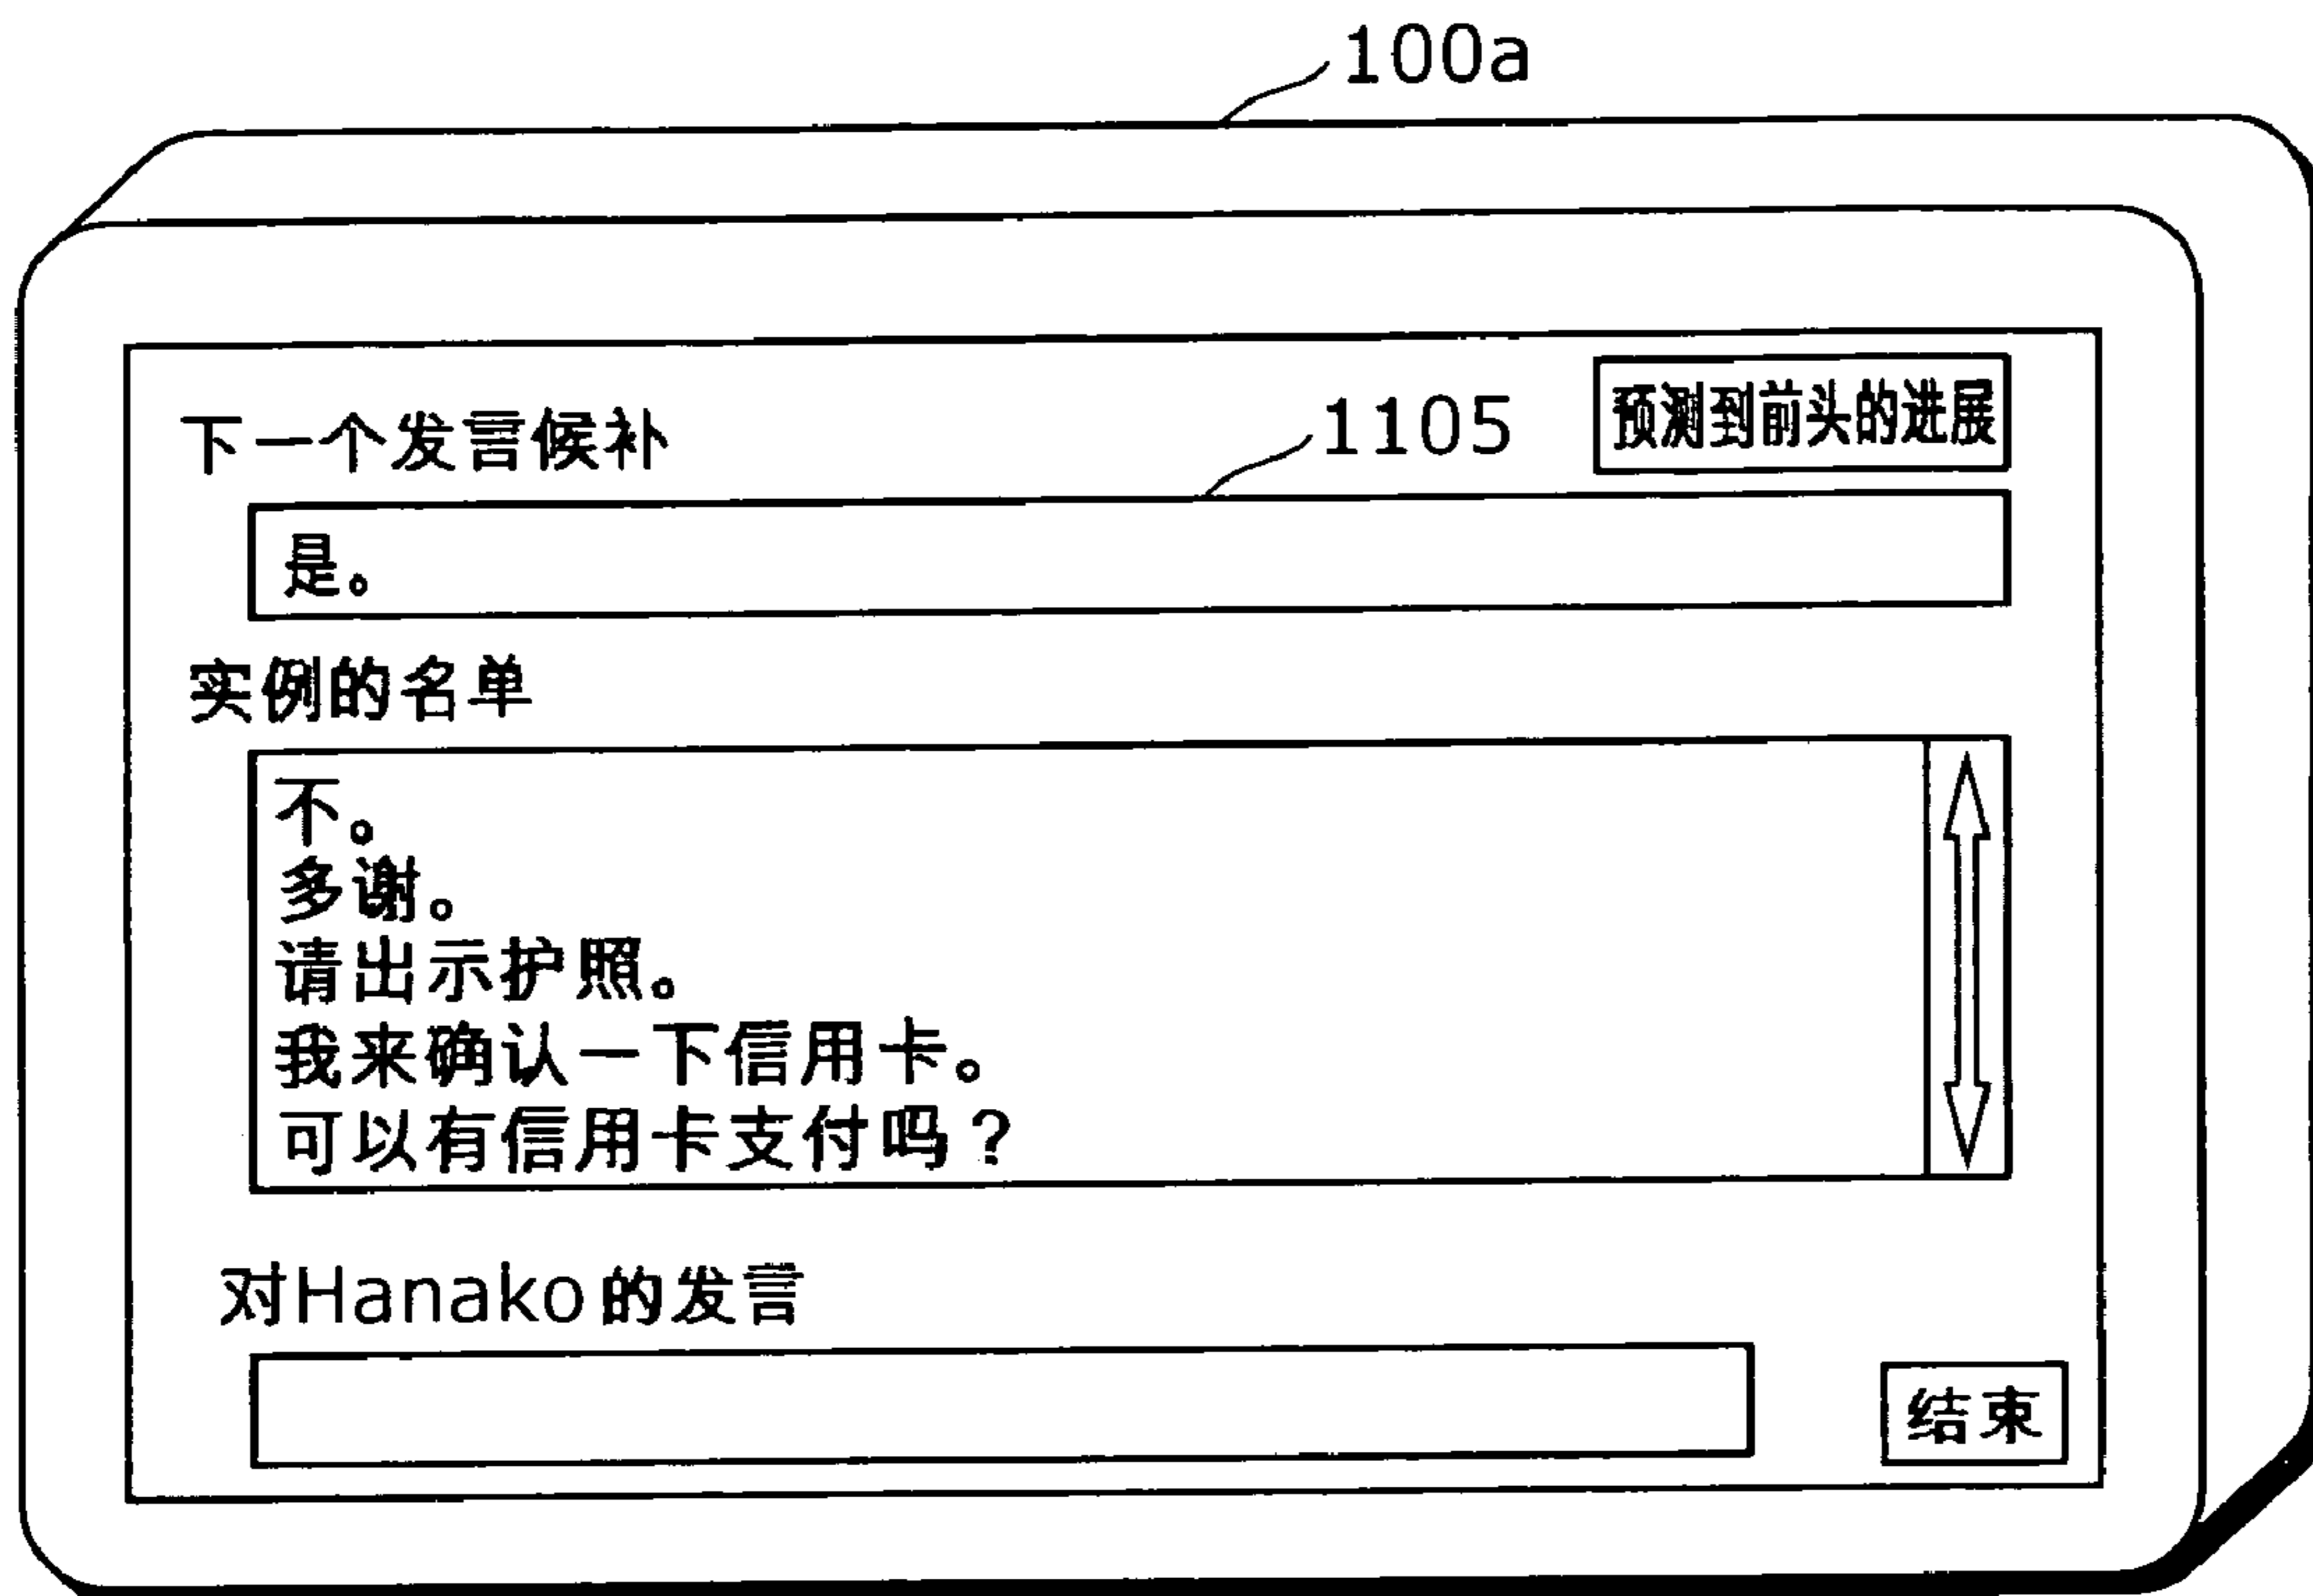 100a
下一个发言候补
1105
预测到前头的进展
是。
实例的名单
不。
多谢。
请出示护照。
我来确认一下信用卡。
可以有信用卡支付吗？
对Hanako的发言
结束